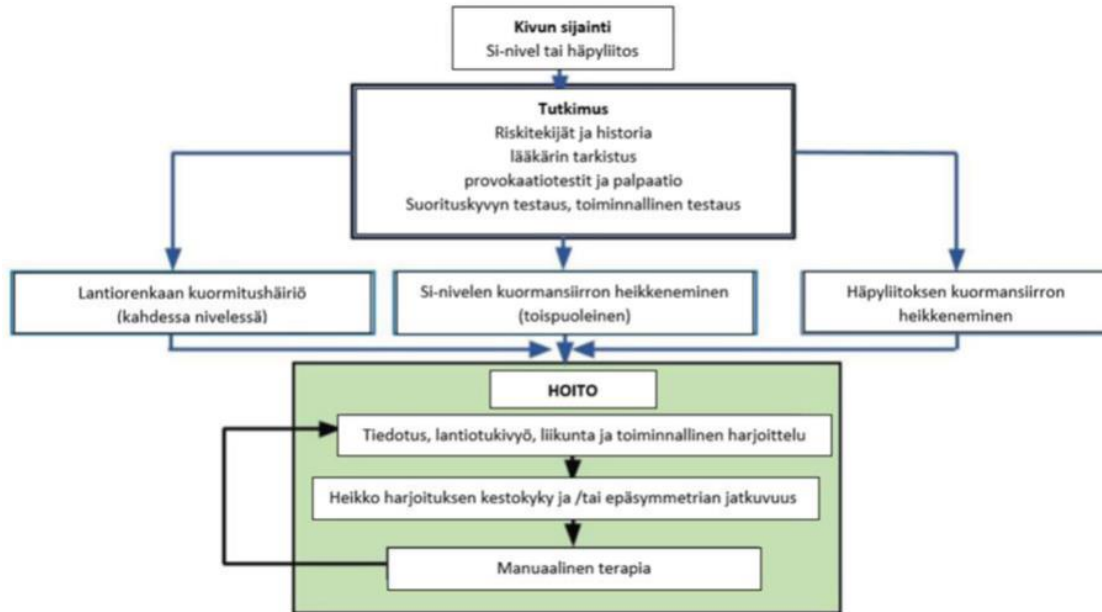 Kivun sijainti
Si-nivel tai häpyliitos
Tutkimus
Riskitekijät ja historia
lääkärin tarkistus
provokaatiotestit ja palpaatio
Suorituskyvyn testaus, toiminnallinen testaus
Lantiorenkaan kuormitushäiriö
(kahdessa nivelessä)
Si-nivelen kuormansiirron heikkeneminen
(toispuoleinen)
Häpyliitoksen kuormansiirron
heikkeneminen
HOITO
Tiedotus, lantiotukivyö, liikunta ja toiminnallinen harjoittelu
Heikko harjoituksen kestokyky ja /tai epäsymmetrian jatkuvuus
Manuaalinen terapia